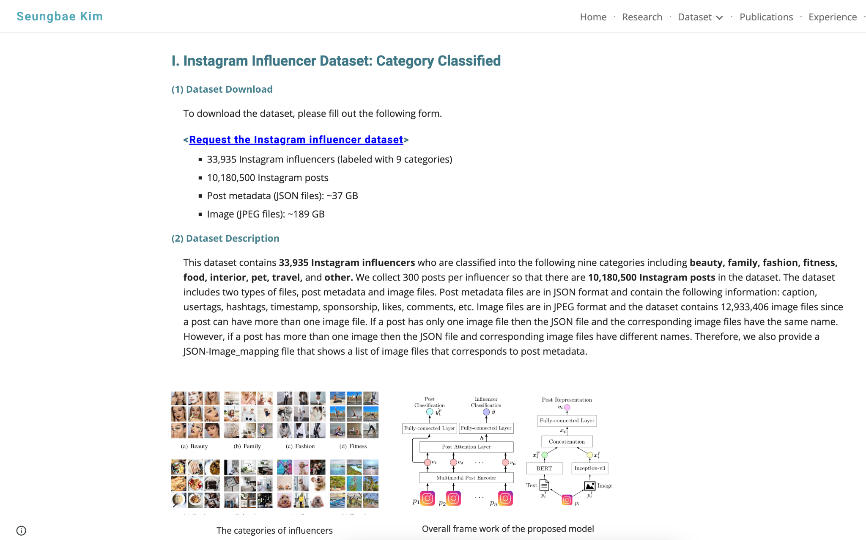 Seungbae Kim
Home · Research · Dataset · Publications · Experience ·
I. Instagram Influencer Dataset: Category Classified
(1) Dataset Download
To download the dataset, please fill out the following form.
<Request the Instagram influencer dataset>
▪ 33,935 Instagram influencers (labeled with 9 categories)
▪ 10,180,500 Instagram posts
▪ Post metadata (JSON files): ~37 GB
▪ Image (JPEG files): ~189 GB
(2) Dataset Description
This dataset contains 33,935 Instagram influencers who are classified into the following nine categories including beauty, family, fashion, fitness,
food, interior, pet, travel, and other. We collect 300 posts per influencer so that there are 10,180,500 Instagram posts in the dataset. The dataset
includes two types of files, post metadata and image files. Post metadata files are in JSON format and contain the following information: caption,
usertags, hashtags, timestamp, sponsorship, likes, comments, etc. Image files are in JPEG format and the dataset contains 12,933,406 image files since
a post can have more than one image file. If a post has only one image file then the JSON file and the corresponding image files have the same name.
However, if a post has more than one image then the JSON file and corresponding image files have different names. Therefore, we also provide a
JSON-Image_mapping file that shows a list of image files that corresponds to post metadata.
(a) Beauty (b) Family (c) Fashion (d) Fitness
The categories of influencers
Post Classification
Influencer Classification
Fully-connected Layer Fully-connected Layer
Post Attention Layer
Multimodal Post Encoder
Post Representation
Fully-connected Layer
Concatenation
BERT Inception-v4
Text Image
Overall frame work of the proposed model